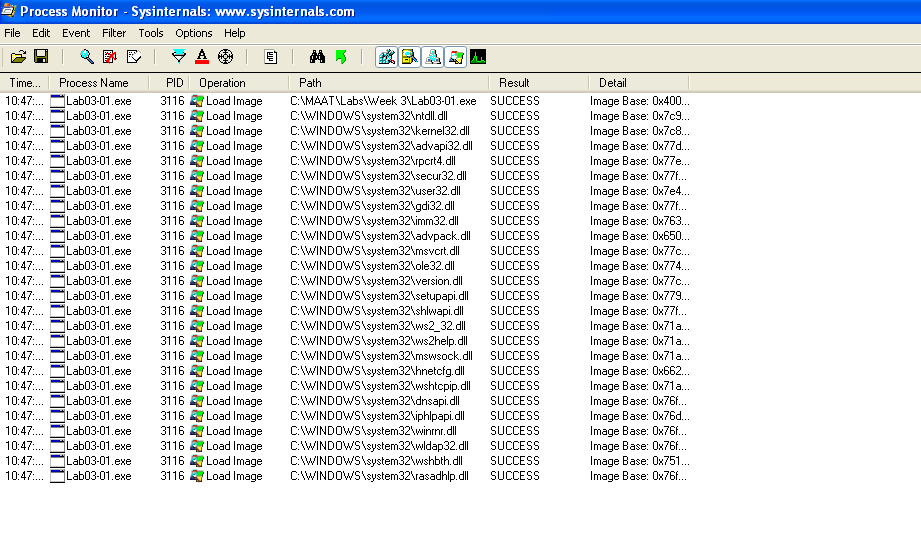 Process Monitor - Sysinternals: www.sysinternals.com
File Edit Event Filter Tools Options Help
Time... Process Name PID Operation Path Result Detail
10:47:... Lab03-01.exe 3116 Load Image C:\MAAT\Labs\Week 3\Lab03-01.exe SUCCESS Image Base: 0x400...
10:47:... Lab03-01.exe 3116 Load Image C:\WINDOWS\system32\ntdll.dll SUCCESS Image Base: 0x7c9...
10:47:... Lab03-01.exe 3116 Load Image C:\WINDOWS\system32\kernel32.dll SUCCESS Image Base: 0x7c8...
10:47:... Lab03-01.exe 3116 Load Image C:\WINDOWS\system32\advapi32.dll SUCCESS Image Base: 0x77d...
10:47:... Lab03-01.exe 3116 Load Image C:\WINDOWS\system32\rpcrt4.dll SUCCESS Image Base: 0x77e...
10:47:... Lab03-01.exe 3116 Load Image C:\WINDOWS\system32\secur32.dll SUCCESS Image Base: 0x77f...
10:47:... Lab03-01.exe 3116 Load Image C:\WINDOWS\system32\user32.dll SUCCESS Image Base: 0x7e4...
10:47:... Lab03-01.exe 3116 Load Image C:\WINDOWS\system32\gdi32.dll SUCCESS Image Base: 0x77f...
10:47:... Lab03-01.exe 3116 Load Image C:\WINDOWS\system32\imm32.dll SUCCESS Image Base: 0x763...
10:47:... Lab03-01.exe 3116 Load Image C:\WINDOWS\system32\advpack.dll SUCCESS Image Base: 0x650...
10:47:... Lab03-01.exe 3116 Load Image C:\WINDOWS\system32\msvcrt.dll SUCCESS Image Base: 0x77c...
10:47:... Lab03-01.exe 3116 Load Image C:\WINDOWS\system32\ole32.dll SUCCESS Image Base: 0x774...
10:47:... Lab03-01.exe 3116 Load Image C:\WINDOWS\system32\version.dll SUCCESS Image Base: 0x77c...
10:47:... Lab03-01.exe 3116 Load Image C:\WINDOWS\system32\setupapi.dll SUCCESS Image Base: 0x779...
10:47:... Lab03-01.exe 3116 Load Image C:\WINDOWS\system32\shlwapi.dll SUCCESS Image Base: 0x77f...
10:47:... Lab03-01.exe 3116 Load Image C:\WINDOWS\system32\ws2_32.dll SUCCESS Image Base: 0x71a...
10:47:... Lab03-01.exe 3116 Load Image C:\WINDOWS\system32\ws2help.dll SUCCESS Image Base: 0x71a...
10:47:... Lab03-01.exe 3116 Load Image C:\WINDOWS\system32\mswsock.dll SUCCESS Image Base: 0x71a...
10:47:... Lab03-01.exe 3116 Load Image C:\WINDOWS\system32\hnetcfg.dll SUCCESS Image Base: 0x662...
10:47:... Lab03-01.exe 3116 Load Image C:\WINDOWS\system32\wshtcpip.dll SUCCESS Image Base: 0x71a...
10:47:... Lab03-01.exe 3116 Load Image C:\WINDOWS\system32\dnsapi.dll SUCCESS Image Base: 0x76f...
10:47:... Lab03-01.exe 3116 Load Image C:\WINDOWS\system32\iphlpapi.dll SUCCESS Image Base: 0x76d...
10:47:... Lab03-01.exe 3116 Load Image C:\WINDOWS\system32\winrnr.dll SUCCESS Image Base: 0x76f...
10:47:... Lab03-01.exe 3116 Load Image C:\WINDOWS\system32\wldap32.dll SUCCESS Image Base: 0x76f...
10:47:... Lab03-01.exe 3116 Load Image C:\WINDOWS\system32\wshbth.dll SUCCESS Image Base: 0x751...
10:47:... Lab03-01.exe 3116 Load Image C:\WINDOWS\system32\rasadhlp.dll SUCCESS Image Base: 0x76f...